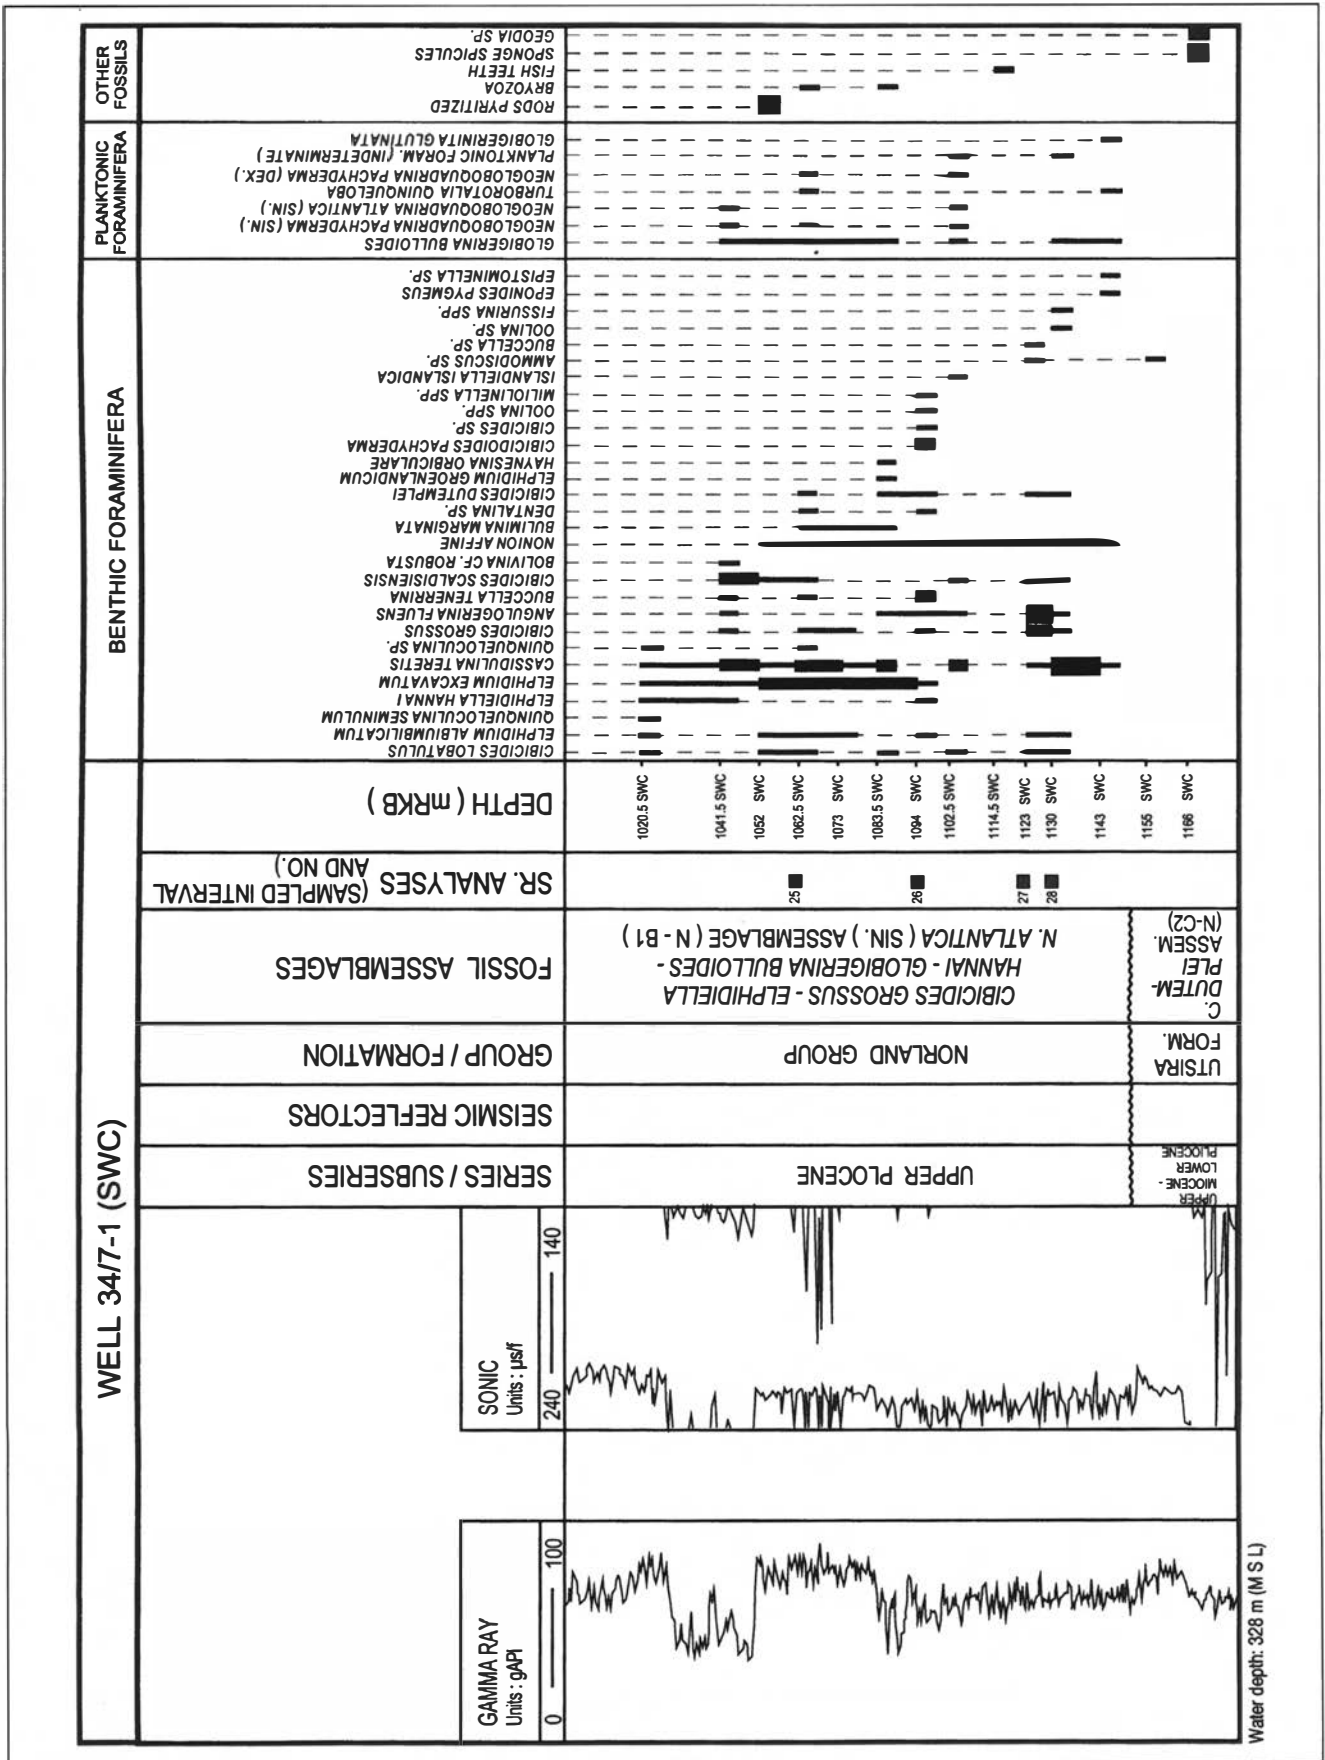 WELL 34/7-1 (SWC)
GAMMA RAY
Units : gAPI
0 100
SONIC
Units : µs/f
240 140
SERIES / SUBSERIES
SEISMIC REFLECTORS
GROUP / FORMATION
FOSSIL ASSEMBLAGES
SR. ANALYSES (SAMPLED INTERVAL
AND NO.)
DEPTH ( mRKB )
BENTHIC FORAMINIFERA
PLANKTONIC
FORAMINIFERA
OTHER
FOSSILS
UPPER PLOCENE
UPPER
MIOCENE -
LOWER
PLIOCENE
NORLAND GROUP
UTSIRA
FORM.
CIBICIDES GROSSUS - ELPHIDIELLA
HANNAI - GLOBIGERINA BULLOIDES -
N. ATLANTICA ( SIN. ) ASSEMBLAGE ( N - B1 )
C.
DUTEM-
PLEI
ASSEM.
(N-C2)
25
26
27
28
1020.5 SWC
1041.5 SWC
1052 SWC
1062.5 SWC
1073 SWC
1083.5 SWC
1094 SWC
1102.5 SWC
1114.5 SWC
1123 SWC
1130 SWC
1143 SWC
1155 SWC
1166 SWC
CIBICIDES LOBATULUS
ELPHIDIUM ALBIUMBILICATUM
QUINQUELOCULINA SEMINULUM
ELPHIDIELLA HANNAI
ELPHIDIUM EXCAVATUM
CASSIDULINA TERETIS
QUINQUELOCULINA SP.
CIBICIDES GROSSUS
ANGULOGERINA FLUENS
BUCCELLA TENERRINA
CIBICIDES SCALDISIENSIS
BOLIVINA CF. ROBUSTA
NONION AFFINE
BULIMINA MARGINATA
DENTALINA SP.
CIBICIDES DUTEMPLEI
ELPHIDIUM GROENLANDICUM
HAYNESINA ORBICULARE
CIBICIDOIDES PACHYDERMA
CIBICIDES SP.
OOLINA SPP.
MILIOLINELLA SPP.
ISLANDIELLA ISLANDICA
AMMODISCUS SP.
BUCCELLA SP.
OOLINA SP.
FISSURINA SPP.
EPONIDES PYGMEUS
EPISTOMINELLA SP.
GLOBIGERINA BULLOIDES
NEOGLOBOQUADRINA PACHYDERMA (SIN.)
NEOGLOBOQUADRINA ATLANTICA (SIN.)
TURBOROTALIA QUINQUELOBA
NEOGLOBOQUADRINA PACHYDERMA (DEX.)
PLANKTONIC FORAM. (INDETERMINATE)
GLOBIGERINITA GLUTINATA
RODS PYRITIZED
BRYOZOA
FISH TEETH
SPONGE SPICULES
GEODIA SP.
Water depth: 328 m (M S L)